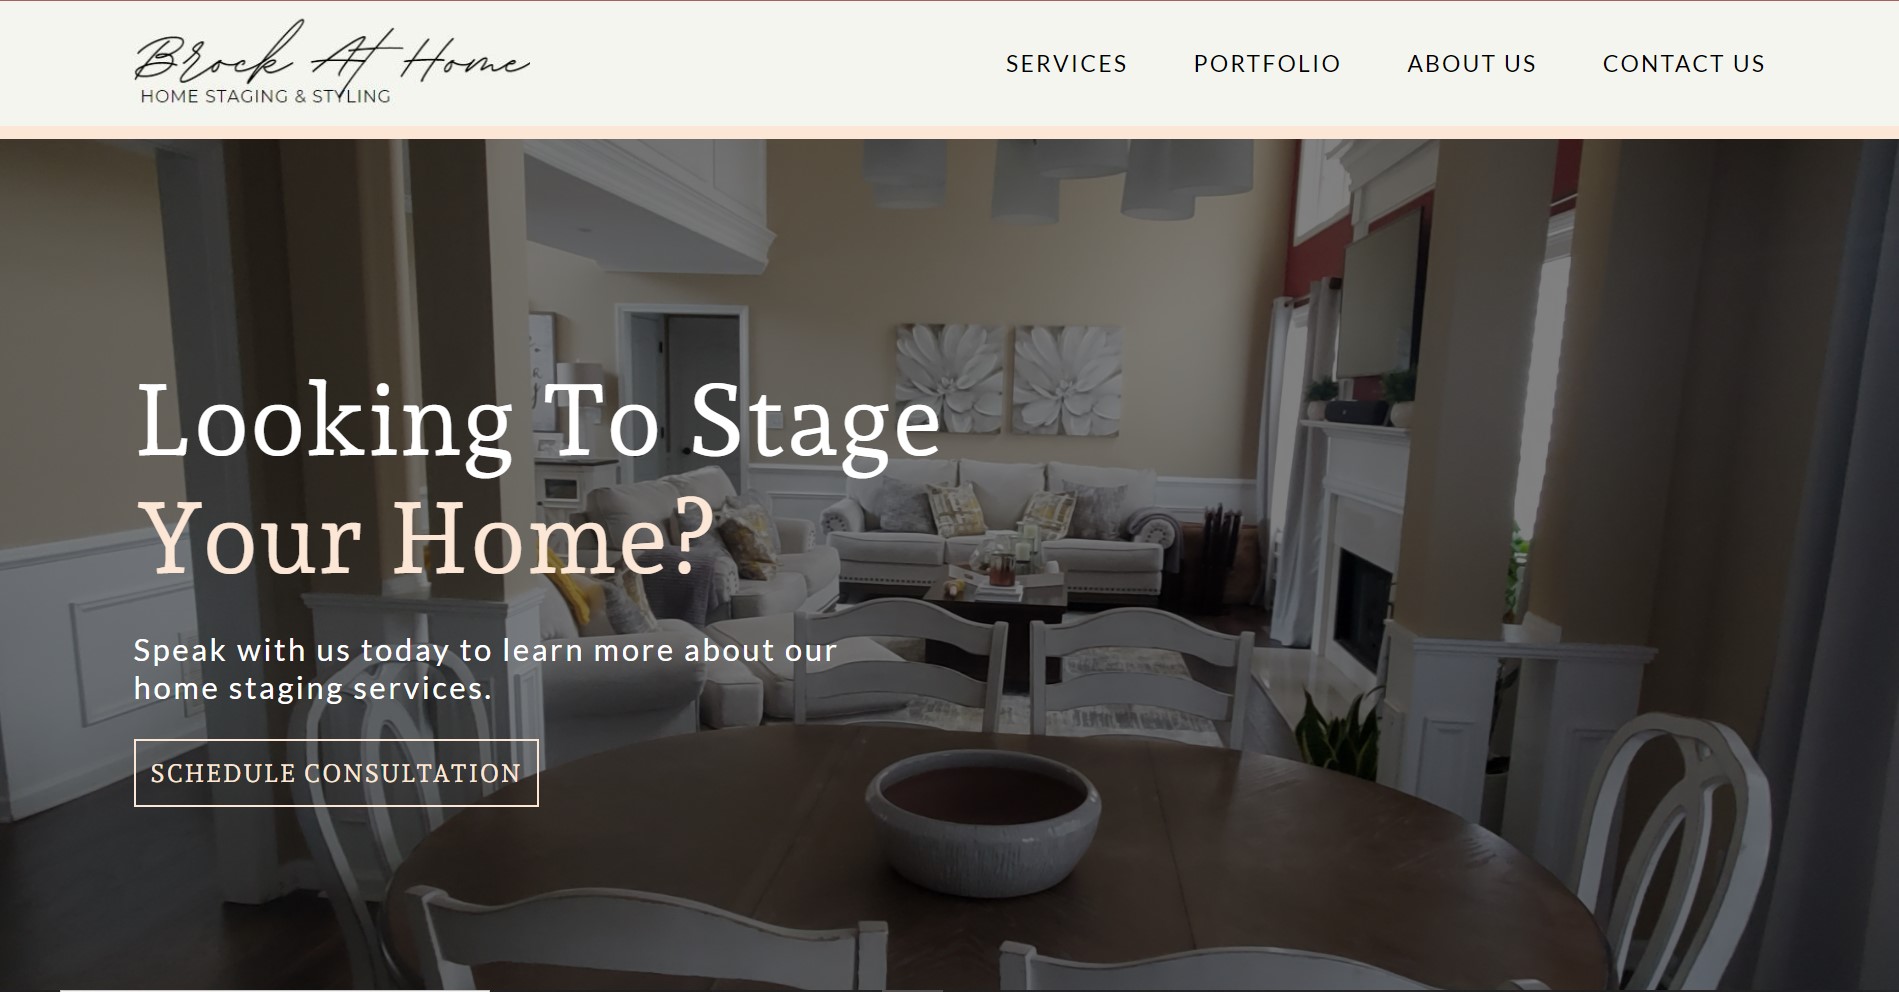 Brock At Home
HOME STAGING & STYLING
SERVICES PORTFOLIO ABOUT US CONTACT US
Looking To Stage
Your Home?
Speak with us today to learn more about our
home staging services.
SCHEDULE CONSULTATION